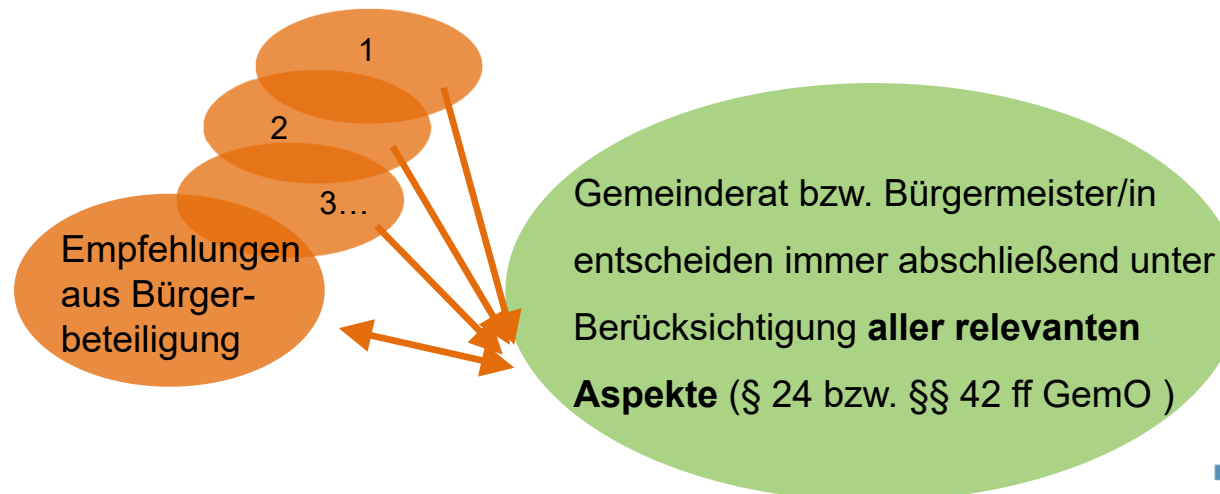 1
2
3…
Empfehlungen
aus Bürger-
beteiligung
Gemeinderat bzw. Bürgermeister/in
entscheiden immer abschließend unter
Berücksichtigung aller relevanten
Aspekte (§ 24 bzw. §§ 42 ff GemO )